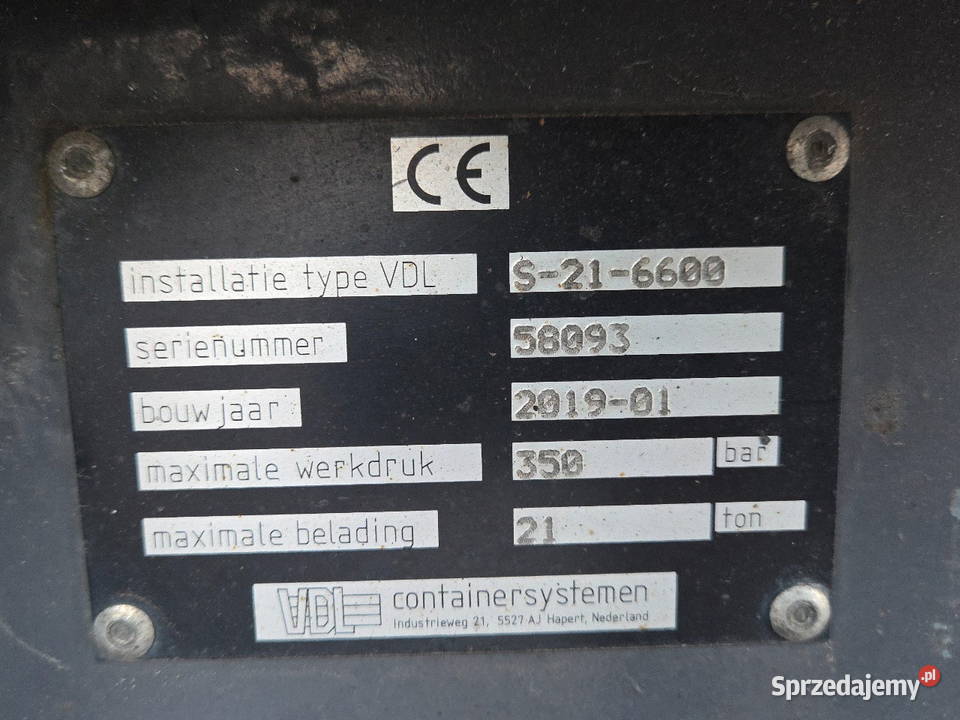 CE
installatie type VDL S-21-6600
serienummer 58093
bouwjaar 2019-01
maximale werkdruk 350 bar
maximale belading 21 ton
VDL containersystemen
Industrieweg 21, 5527 AJ Hapert, Nederland
Sprzedajemy.pl